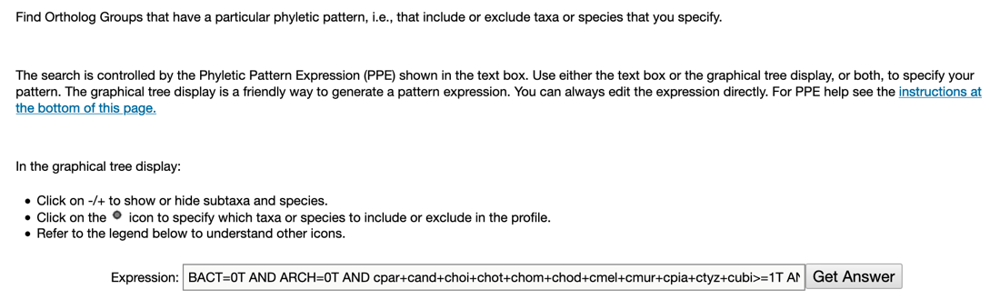 Find Ortholog Groups that have a particular phyletic pattern, i.e., that include or exclude taxa or species that you specify.
The search is controlled by the Phyletic Pattern Expression (PPE) shown in the text box. Use either the text box or the graphical tree display, or both, to specify your
pattern. The graphical tree display is a friendly way to generate a pattern expression. You can always edit the expression directly. For PPE help see the instructions at
the bottom of this page.
In the graphical tree display:
• Click on -/+ to show or hide subtaxa and species.
• Click on the icon to specify which taxa or species to include or exclude in the profile.
• Refer to the legend below to understand other icons.
Expression: BACT=0T AND ARCH=0T AND cpar+cand+choi+chot+chom+chod+cmel+cmur+cpia+ctyz+cubi>=1T AN Get Answer